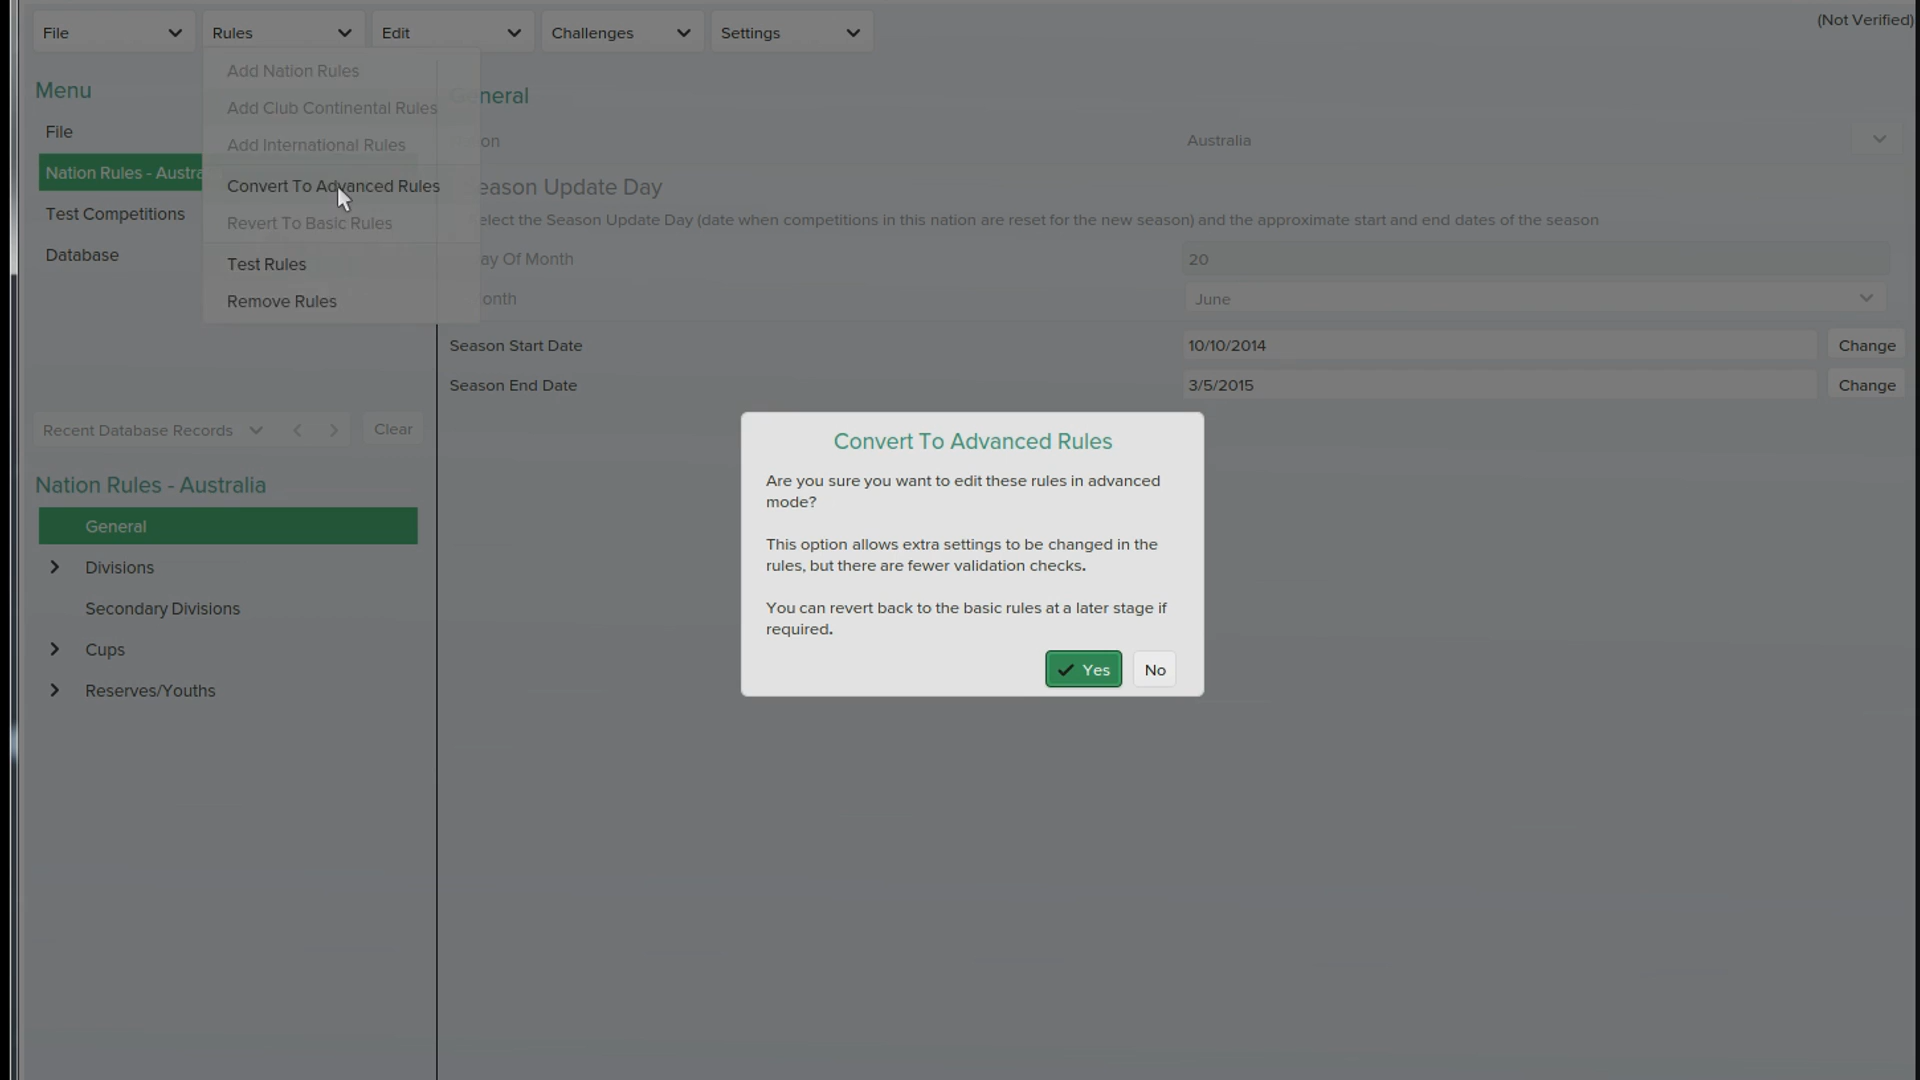 File
Rules
Edit
Challenges
Settings
(Not Verified)
Add Nation Rules
Add Club Continental Rules
Add International Rules
Convert To Advanced Rules
Revert To Basic Rules
Test Rules
Remove Rules
Menu
File
Nation Rules - Austra
Test Competitions
Database
Recent Database Records
Clear
Nation Rules - Australia
General
Divisions
Secondary Divisions
Cups
Reserves/Youths
neral
on
Australia
eason Update Day
elect the Season Update Day (date when competitions in this nation are reset for the new season) and the approximate start and end dates of the season
ay Of Month
20
onth
June
Season Start Date
10/10/2014
Change
Season End Date
3/5/2015
Change
Convert To Advanced Rules
Are you sure you want to edit these rules in advanced
mode?
This option allows extra settings to be changed in the
rules, but there are fewer validation checks.
You can revert back to the basic rules at a later stage if
required.
Yes
No